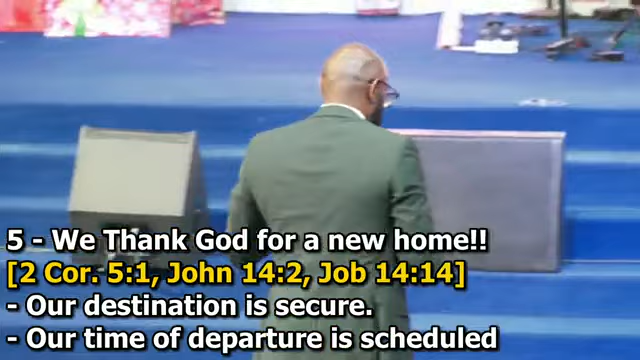 5 - We Thank God for a new home!!
[2 Cor. 5:1, John 14:2, Job 14:14]
- Our destination is secure.
- Our time of departure is scheduled